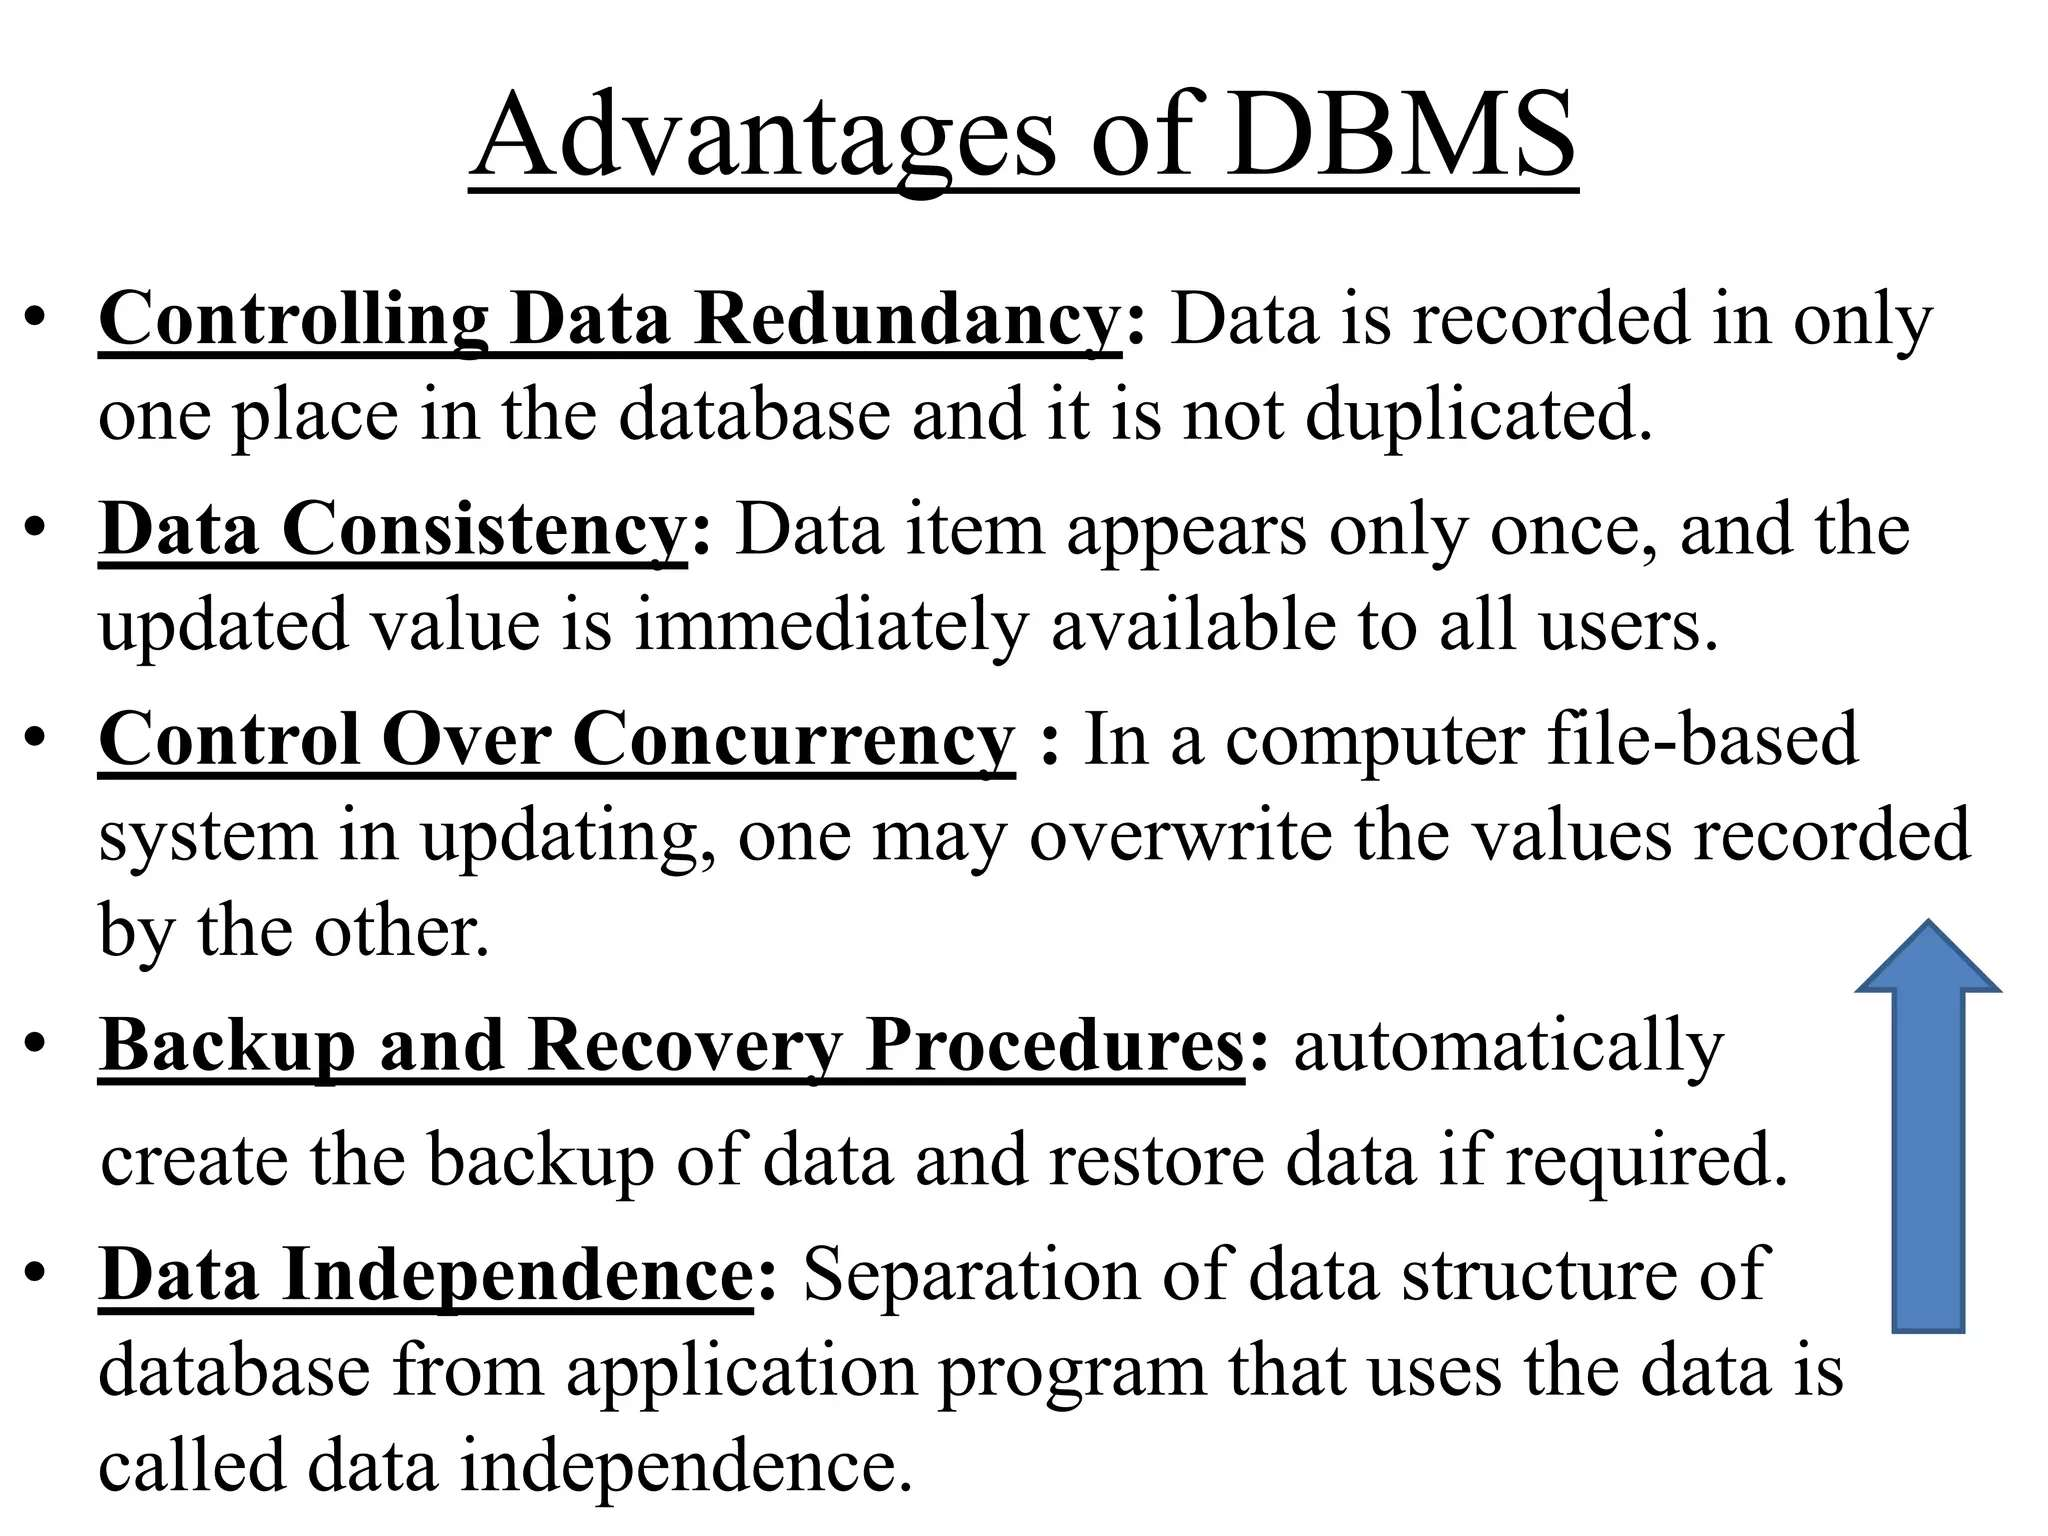 Advantages of DBMS
• Controlling Data Redundancy: Data is recorded in only
one place in the database and it is not duplicated.
• Data Consistency: Data item appears only once, and the
updated value is immediately available to all users.
• Control Over Concurrency : In a computer file-based
system in updating, one may overwrite the values recorded
by the other.
• Backup and Recovery Procedures: automatically
create the backup of data and restore data if required.
• Data Independence: Separation of data structure of
database from application program that uses the data is
called data independence.